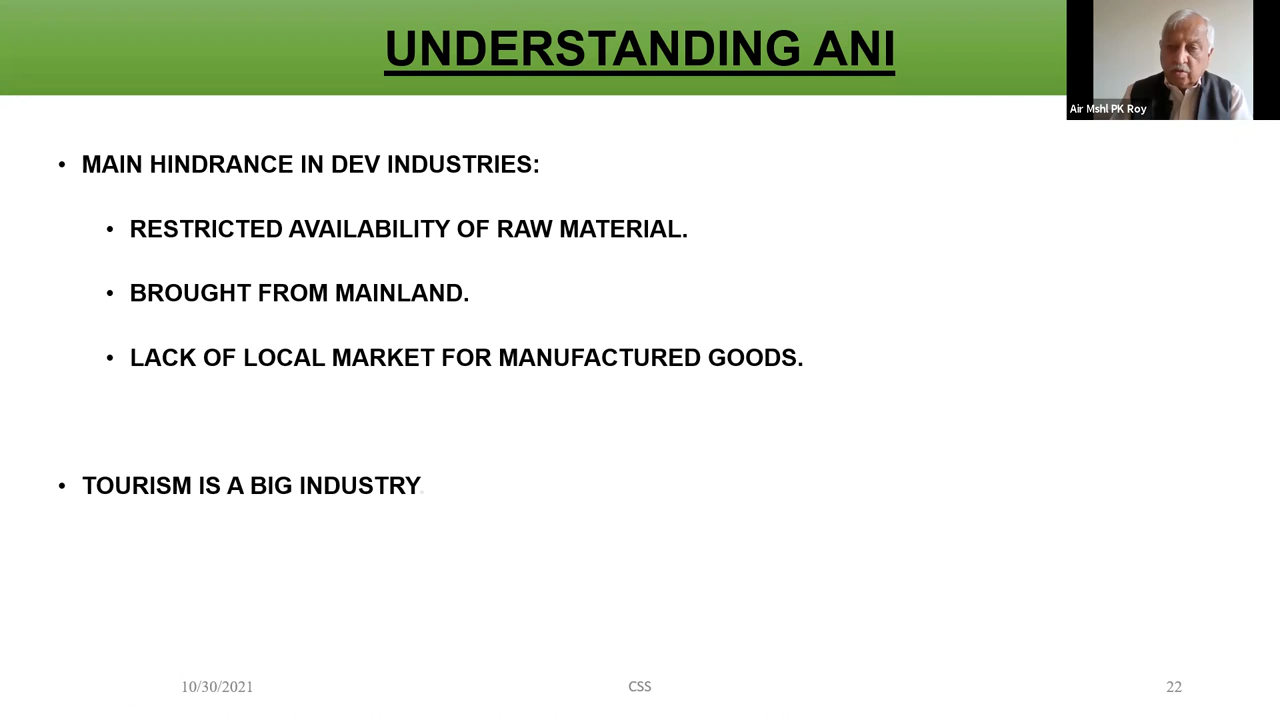 UNDERSTANDING ANI
Air Mshl PK Roy
• MAIN HINDRANCE IN DEV INDUSTRIES:
• RESTRICTED AVAILABILITY OF RAW MATERIAL.
• BROUGHT FROM MAINLAND.
• LACK OF LOCAL MARKET FOR MANUFACTURED GOODS.
• TOURISM IS A BIG INDUSTRY.
10/30/2021
CSS
22